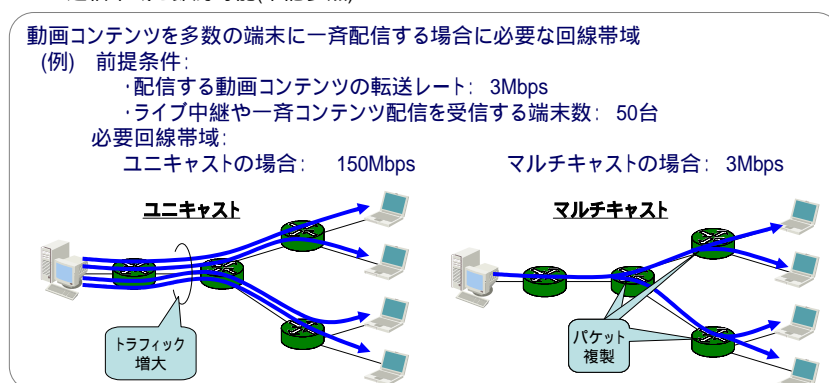 動画コンテンツを多数の端末に一斉配信する場合に必要な回線帯域
(例) 前提条件:
・配信する動画コンテンツの転送レート: 3Mbps
・ライブ中継や一斉コンテンツ配信を受信する端末数: 50台
必要回線帯域:
ユニキャストの場合: 150Mbps マルチキャストの場合: 3Mbps
ユニキャスト
マルチキャスト
トラフィック
増大
パケット
複製